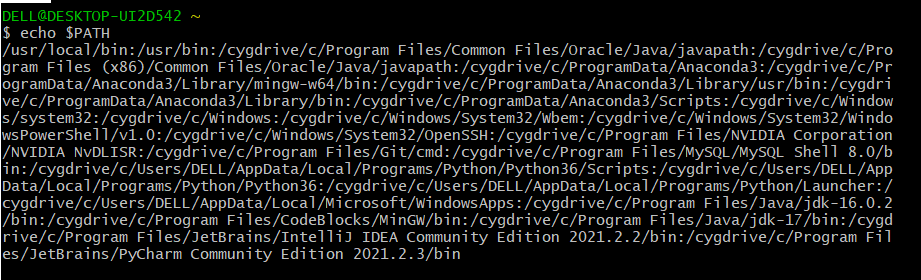 DELL@DESKTOP-UI2D542 ~
$ echo $PATH
/usr/local/bin:/usr/bin:/cygdrive/c/Program Files/Common Files/Oracle/Java/javapath:/cygdrive/c/Pro
gram Files (x86)/Common Files/Oracle/Java/javapath:/cygdrive/c/ProgramData/Anaconda3:/cygdrive/c/Pr
ogramData/Anaconda3/Library/mingw-w64/bin:/cygdrive/c/ProgramData/Anaconda3/Library/usr/bin:/cygdri
ve/c/ProgramData/Anaconda3/Library/bin:/cygdrive/c/ProgramData/Anaconda3/Scripts:/cygdrive/c/Window
s/system32:/cygdrive/c/Windows:/cygdrive/c/Windows/System32/Wbem:/cygdrive/c/Windows/System32/Windo
wsPowerShell/v1.0:/cygdrive/c/Windows/System32/OpenSSH:/cygdrive/c/Program Files/NVIDIA Corporation
/NVIDIA NvDLISR:/cygdrive/c/Program Files/Git/cmd:/cygdrive/c/Program Files/MySQL/MySQL Shell 8.0/b
in:/cygdrive/c/Users/DELL/AppData/Local/Programs/Python/Python36/Scripts:/cygdrive/c/Users/DELL/App
Data/Local/Programs/Python/Python36:/cygdrive/c/Users/DELL/AppData/Local/Programs/Python/Launcher:/
cygdrive/c/Users/DELL/AppData/Local/Microsoft/WindowsApps:/cygdrive/c/Program Files/Java/jdk-16.0.2
/bin:/cygdrive/c/Program Files/CodeBlocks/MinGW/bin:/cygdrive/c/Program Files/Java/jdk-17/bin:/cygd
rive/c/Program Files/JetBrains/IntelliJ IDEA Community Edition 2021.2.2/bin:/cygdrive/c/Program Fil
es/JetBrains/PyCharm Community Edition 2021.2.3/bin